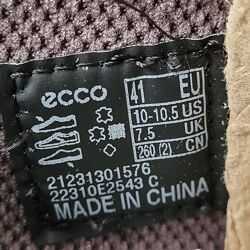 ecco
41 EU
10-10.5 US
7.5 UK
260 (2) CN
21231301576
22310E2543 C
MADE IN CHINA